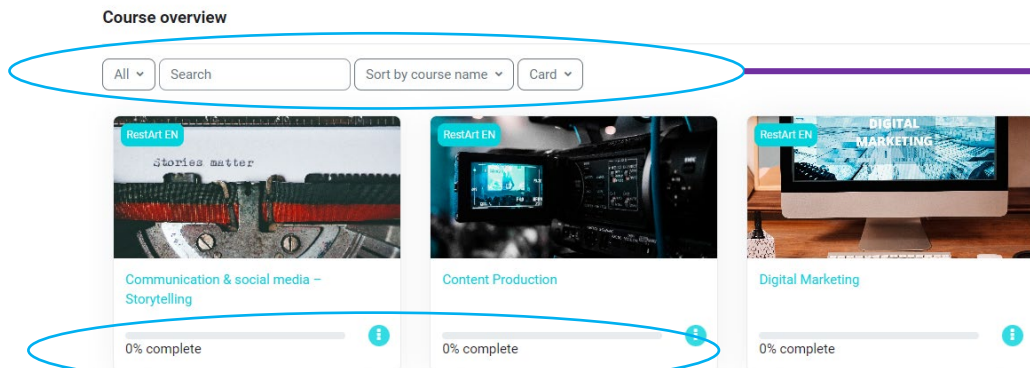 Course overview
All
Search
Sort by course name
Card
RestArt EN
RestArt EN
RestArt EN
Stories matter
DIGITAL
MARKETING
Communication & social media –
Storytelling
Content Production
Digital Marketing
0% complete
0% complete
0% complete